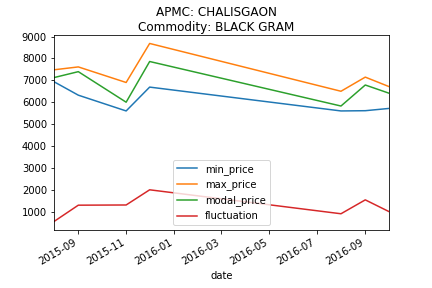 APMC: CHALISGAON
Commodity: BLACK GRAM
9000
8000
7000
6000
5000
4000
3000
2000
1000
min_price
max_price
modal_price
fluctuation
2015-09
2015-11
2016-01
2016-03
2016-05
2016-07
2016-09
date